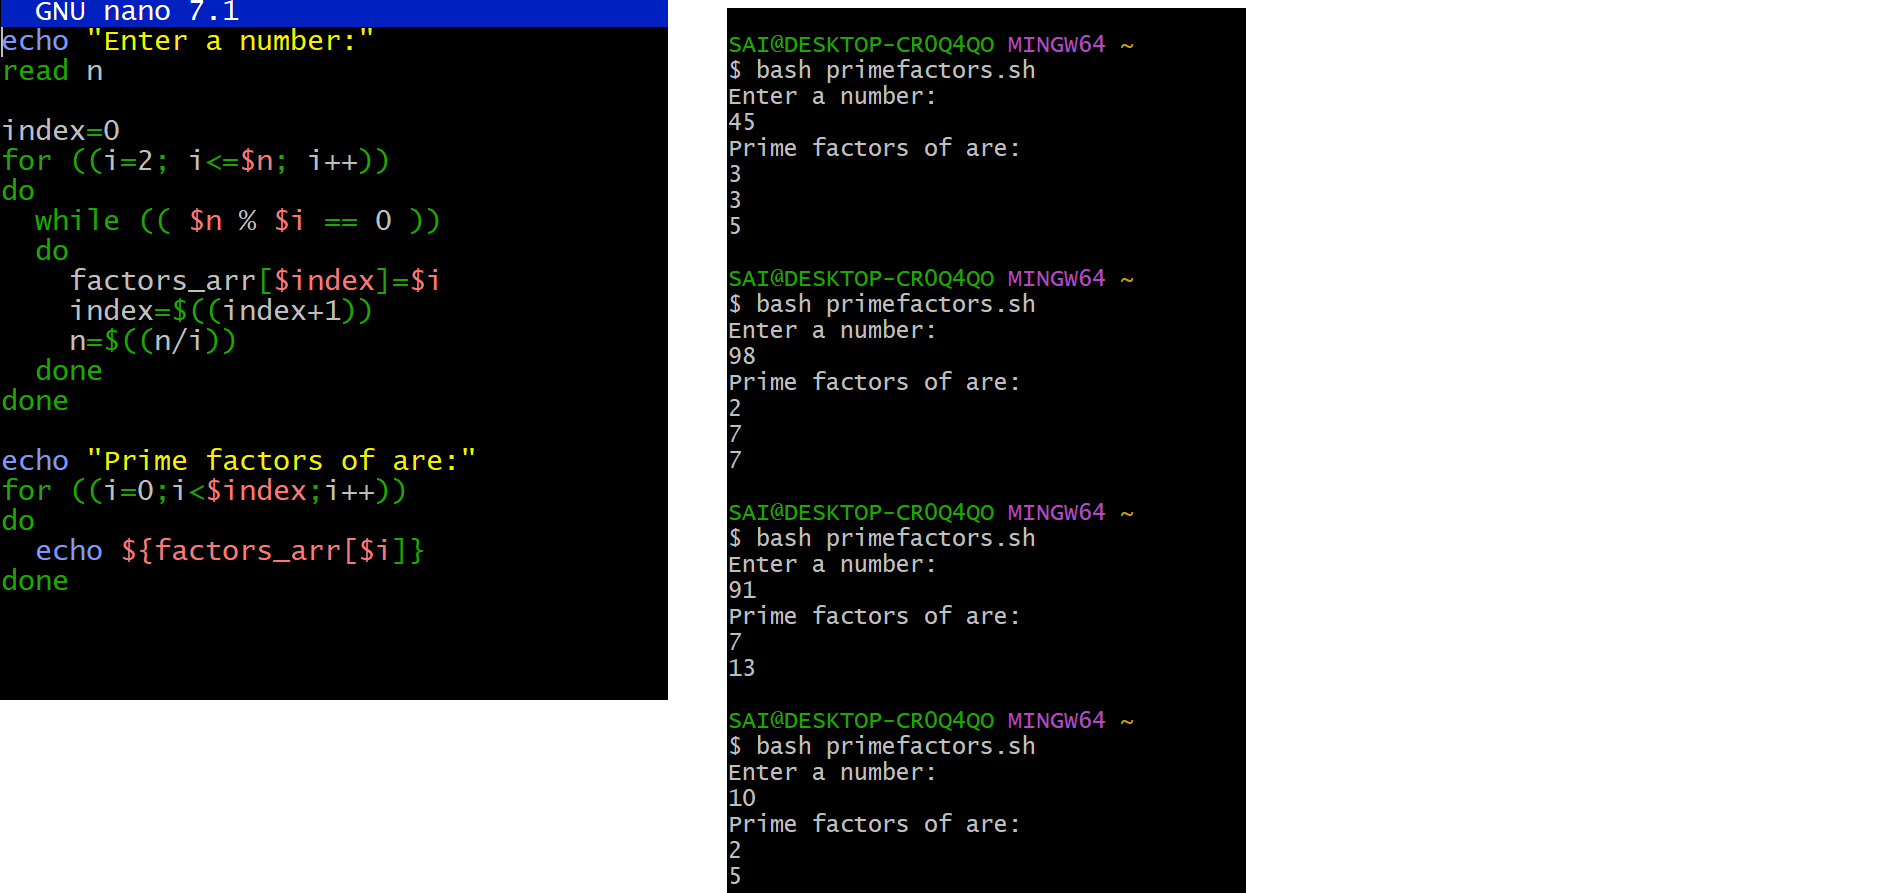 GNU nano 7.1
echo "Enter a number:"
read n
index=0
for ((i=2; i<=$n; i++))
do
  while (( $n % $i == 0 ))
  do
    factors_arr[$index]=$i
    index=$((index+1))
    n=$((n/i))
  done
done
echo "Prime factors of are:"
for ((i=0;i<$index;i++))
do
  echo ${factors_arr[$i]}
done
SAI@DESKTOP-CR0Q4QO MINGW64 ~
$ bash primefactors.sh
Enter a number:
45
Prime factors of are:
3
3
5
SAI@DESKTOP-CR0Q4QO MINGW64 ~
$ bash primefactors.sh
Enter a number:
98
Prime factors of are:
2
7
7
SAI@DESKTOP-CR0Q4QO MINGW64 ~
$ bash primefactors.sh
Enter a number:
91
Prime factors of are:
7
13
SAI@DESKTOP-CR0Q4QO MINGW64 ~
$ bash primefactors.sh
Enter a number:
10
Prime factors of are:
2
5